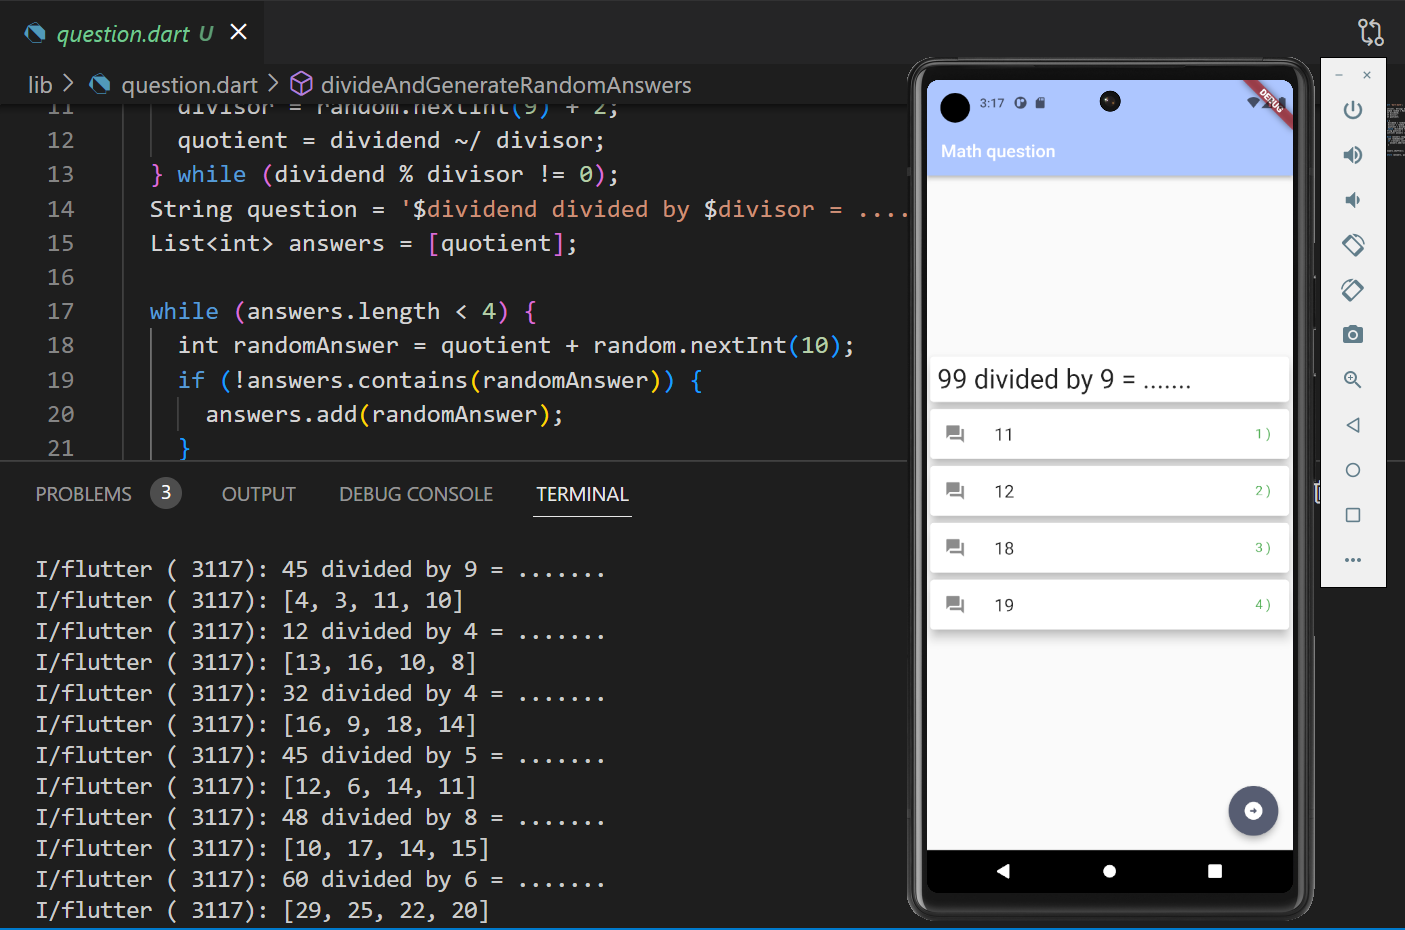 question.dart U
lib > question.dart > divideAndGenerateRandomAnswers
11 divisor = random.nextInt(9) + 2;
12 quotient = dividend ~/ divisor;
13 } while (dividend % divisor != 0);
14 String question = '$dividend divided by $divisor = ....
15 List<int> answers = [quotient];
16
17 while (answers.length < 4) {
18 int randomAnswer = quotient + random.nextInt(10);
19 if (!answers.contains(randomAnswer)) {
20 answers.add(randomAnswer);
21 }
PROBLEMS 3 OUTPUT DEBUG CONSOLE TERMINAL
I/flutter ( 3117): 45 divided by 9 = .......
I/flutter ( 3117): [4, 3, 11, 10]
I/flutter ( 3117): 12 divided by 4 = .......
I/flutter ( 3117): [13, 16, 10, 8]
I/flutter ( 3117): 32 divided by 4 = .......
I/flutter ( 3117): [16, 9, 18, 14]
I/flutter ( 3117): 45 divided by 5 = .......
I/flutter ( 3117): [12, 6, 14, 11]
I/flutter ( 3117): 48 divided by 8 = .......
I/flutter ( 3117): [10, 17, 14, 15]
I/flutter ( 3117): 60 divided by 6 = .......
I/flutter ( 3117): [29, 25, 22, 20]
3:17
DEBUG
Math question
99 divided by 9 = .......
11 1)
12 2)
18 3)
19 4)